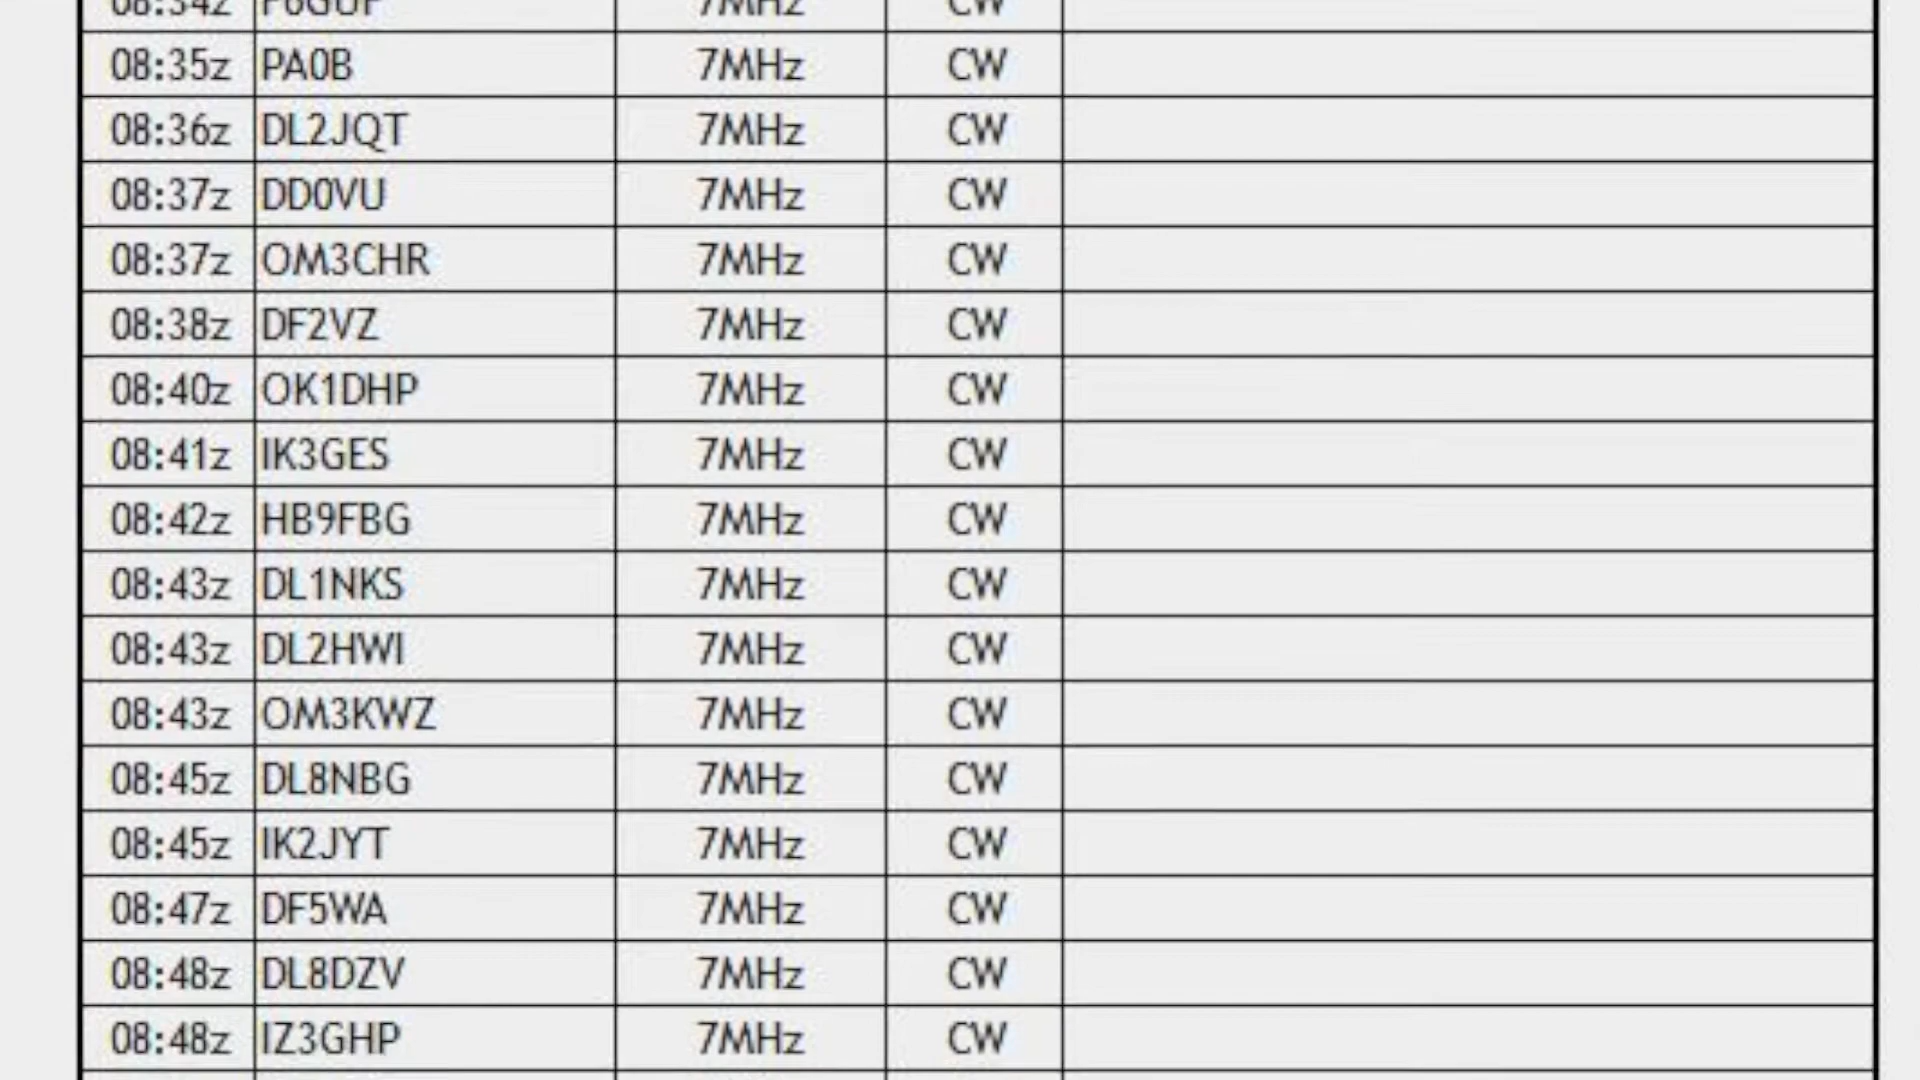 08:34z 7MHz CW
08:35z PA0B 7MHz CW
08:36z DL2JQT 7MHz CW
08:37z DD0VU 7MHz CW
08:37z OM3CHR 7MHz CW
08:38z DF2VZ 7MHz CW
08:40z OK1DHP 7MHz CW
08:41z IK3GES 7MHz CW
08:42z HB9FBG 7MHz CW
08:43z DL1NKS 7MHz CW
08:43z DL2HWI 7MHz CW
08:43z OM3KWZ 7MHz CW
08:45z DL8NBG 7MHz CW
08:45z IK2JYT 7MHz CW
08:47z DF5WA 7MHz CW
08:48z DL8DZV 7MHz CW
08:48z IZ3GHP 7MHz CW